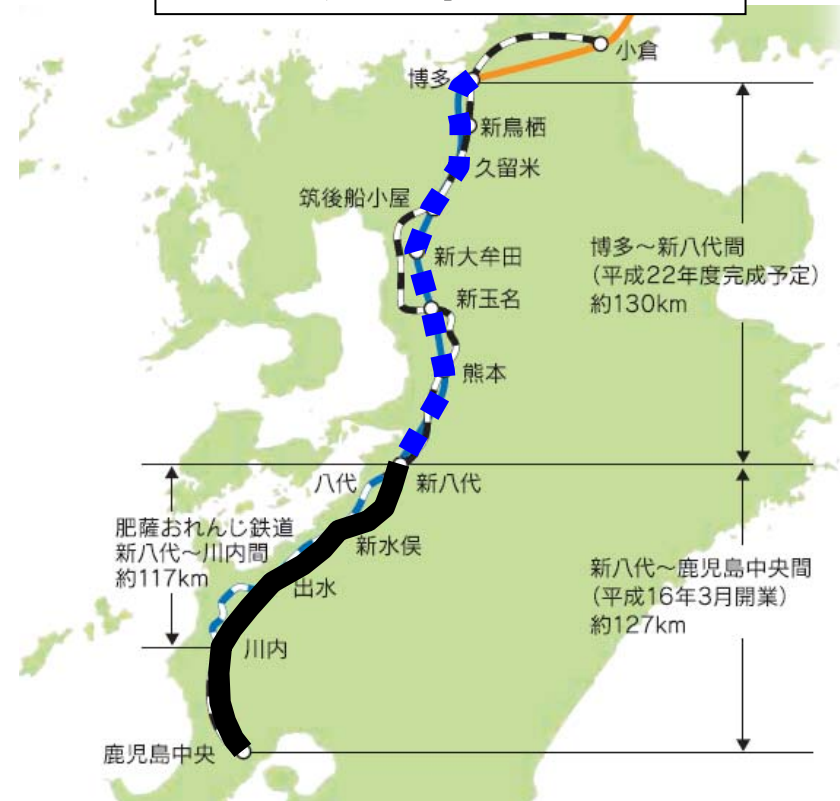 小倉
博多
新鳥栖
久留米
筑後船小屋
新大牟田
新玉名
熊本
博多～新八代間
（平成22年度完成予定）
約130km
八代
新八代
肥薩おれんじ鉄道
新八代～川内間
約117km
新水俣
出水
新八代～鹿児島中央間
（平成16年3月開業）
約127km
川内
鹿児島中央